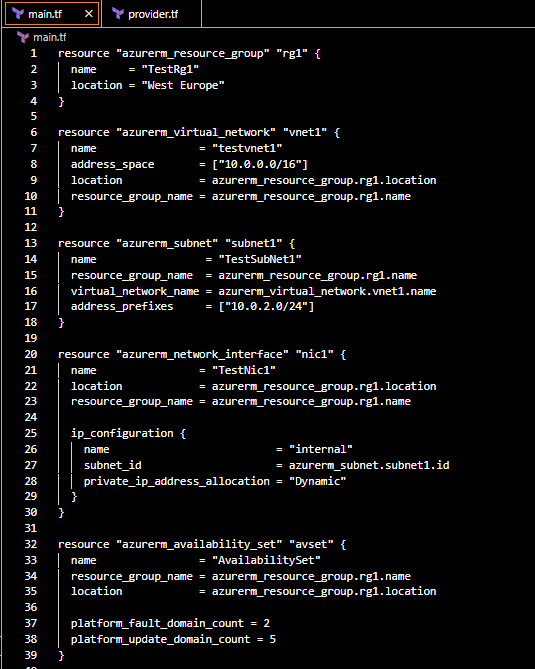 main.tf × provider.tf
main.tf
1 resource "azurerm_resource_group" "rg1" {
2   name     = "TestRg1"
3   location = "West Europe"
4 }
5
6 resource "azurerm_virtual_network" "vnet1" {
7   name                = "testvnet1"
8   address_space       = ["10.0.0.0/16"]
9   location            = azurerm_resource_group.rg1.location
10   resource_group_name = azurerm_resource_group.rg1.name
11 }
12
13 resource "azurerm_subnet" "subnet1" {
14   name                 = "TestSubNet1"
15   resource_group_name  = azurerm_resource_group.rg1.name
16   virtual_network_name = azurerm_virtual_network.vnet1.name
17   address_prefixes     = ["10.0.2.0/24"]
18 }
19
20 resource "azurerm_network_interface" "nic1" {
21   name                = "TestNic1"
22   location            = azurerm_resource_group.rg1.location
23   resource_group_name = azurerm_resource_group.rg1.name
24
25   ip_configuration {
26     name                          = "internal"
27     subnet_id                     = azurerm_subnet.subnet1.id
28     private_ip_address_allocation = "Dynamic"
29   }
30 }
31
32 resource "azurerm_availability_set" "avset" {
33   name                = "AvailabilitySet"
34   resource_group_name = azurerm_resource_group.rg1.name
35   location            = azurerm_resource_group.rg1.location
36
37   platform_fault_domain_count = 2
38   platform_update_domain_count = 5
39 }